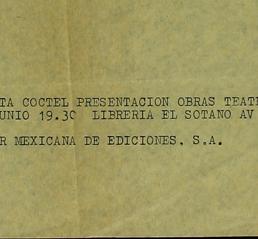 TA COCTEL PRESENTACION OBRAS TEAT
UNIO 19.30 LIBRERIA EL SOTANO AV
R MEXICANA DE EDICIONES, S.A.